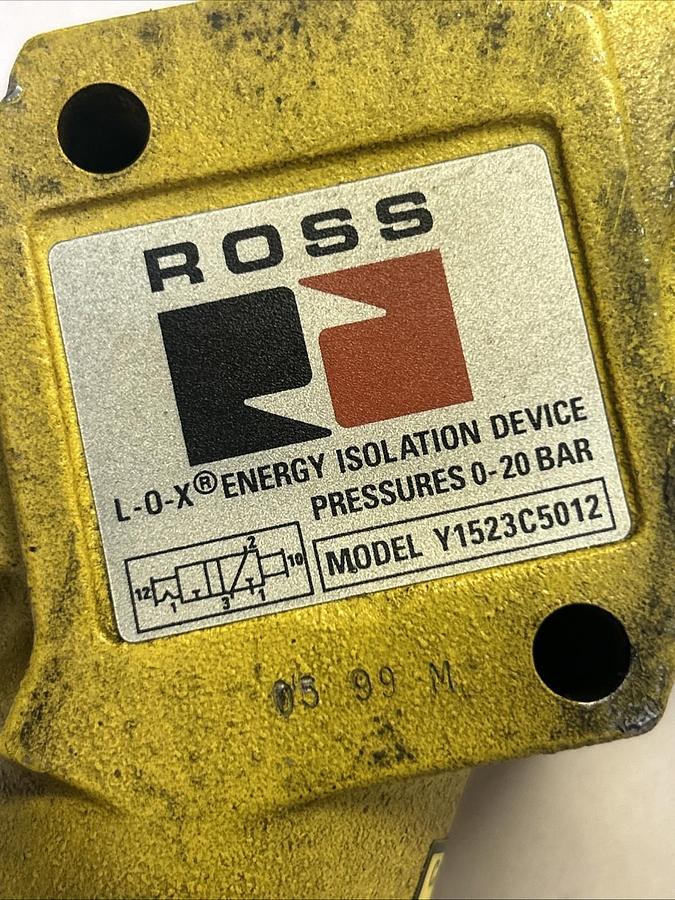 ROSS
L-O-X® ENERGY ISOLATION DEVICE
PRESSURES 0-20 BAR
MODEL Y1523C5012
2
12 10
1 3 1
05 99 M